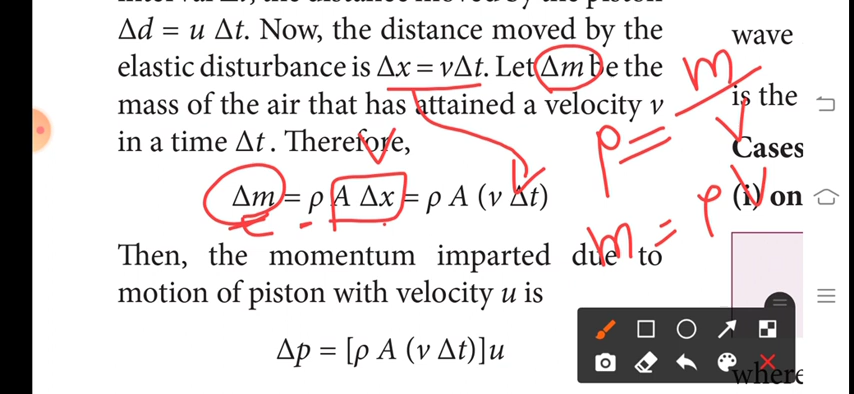 Δd = u Δt. Now, the distance moved by the
elastic disturbance is Δx = vΔt. Let Δm be the
mass of the air that has attained a velocity v
in a time Δt. Therefore,
V
Δm = ρ A Δx = ρ A (v Δt)
Then, the momentum imparted due to
motion of piston with velocity u is
Δp = [ρ A (v Δt)]u
ρ = m
V
m = ρ V
wave
is the
Cases
(i) on
where